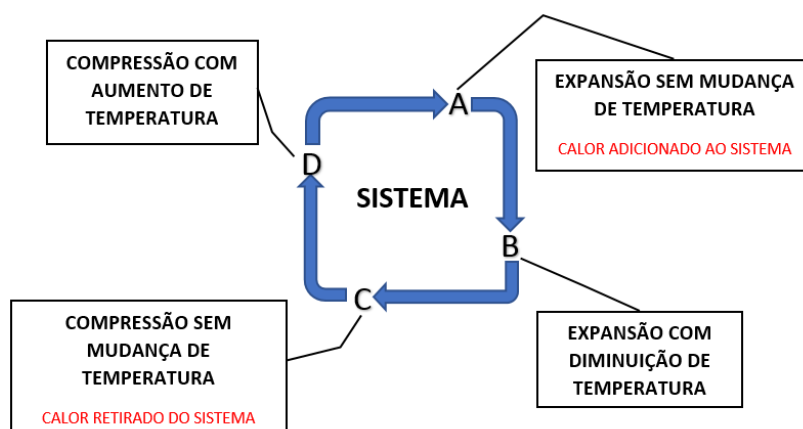 COMPRESSÃO COM
AUMENTO DE
TEMPERATURA
A
EXPANSÃO SEM MUDANÇA
DE TEMPERATURA
CALOR ADICIONADO AO SISTEMA
D
SISTEMA
B
C
COMPRESSÃO SEM
MUDANÇA DE
TEMPERATURA
CALOR RETIRADO DO SISTEMA
EXPANSÃO COM
DIMINUIÇÃO DE
TEMPERATURA